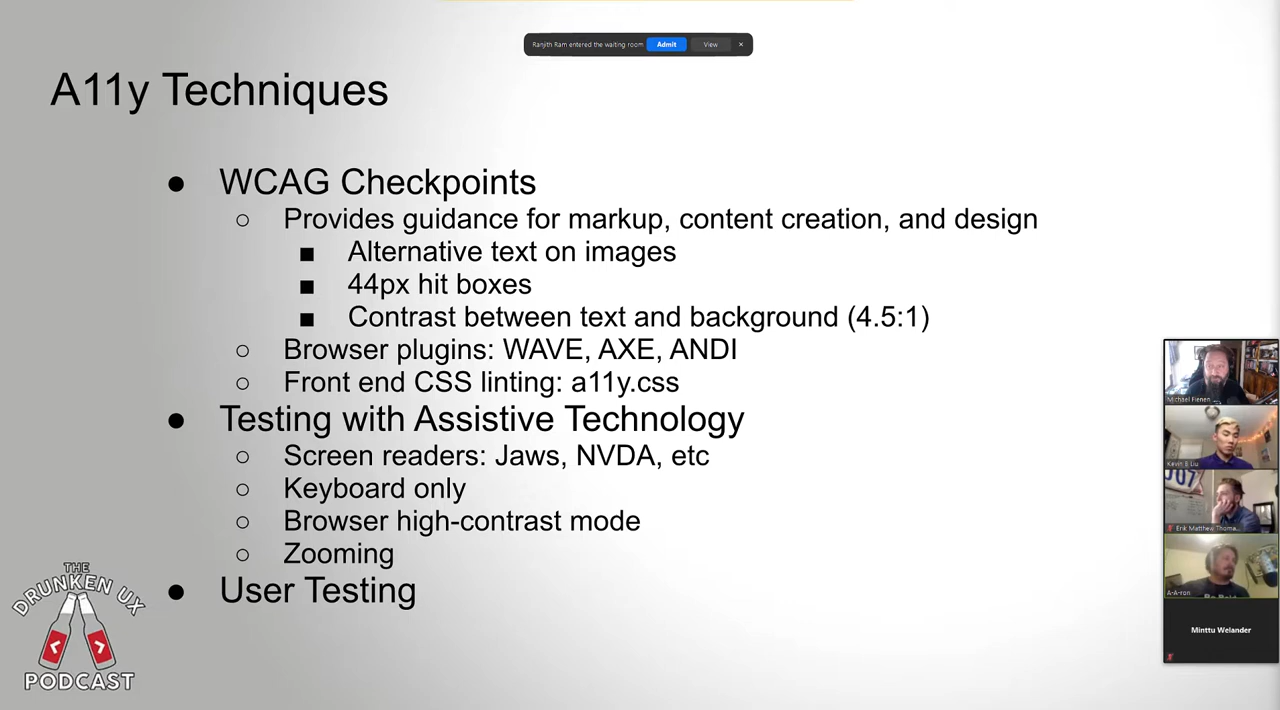 Ranjith Ram entered the waiting room Admit View ×
A11y Techniques
● WCAG Checkpoints
○ Provides guidance for markup, content creation, and design
■ Alternative text on images
■ 44px hit boxes
■ Contrast between text and background (4.5:1)
○ Browser plugins: WAVE, AXE, ANDI
○ Front end CSS linting: a11y.css
● Testing with Assistive Technology
○ Screen readers: Jaws, NVDA, etc
○ Keyboard only
○ Browser high-contrast mode
○ Zooming
● User Testing
THE
DRUNKEN UX
< >
PODCAST
Michael Fienen
Kevin S Liu
Erik Matthew Thoma...
A-A-ron
Minttu Welander